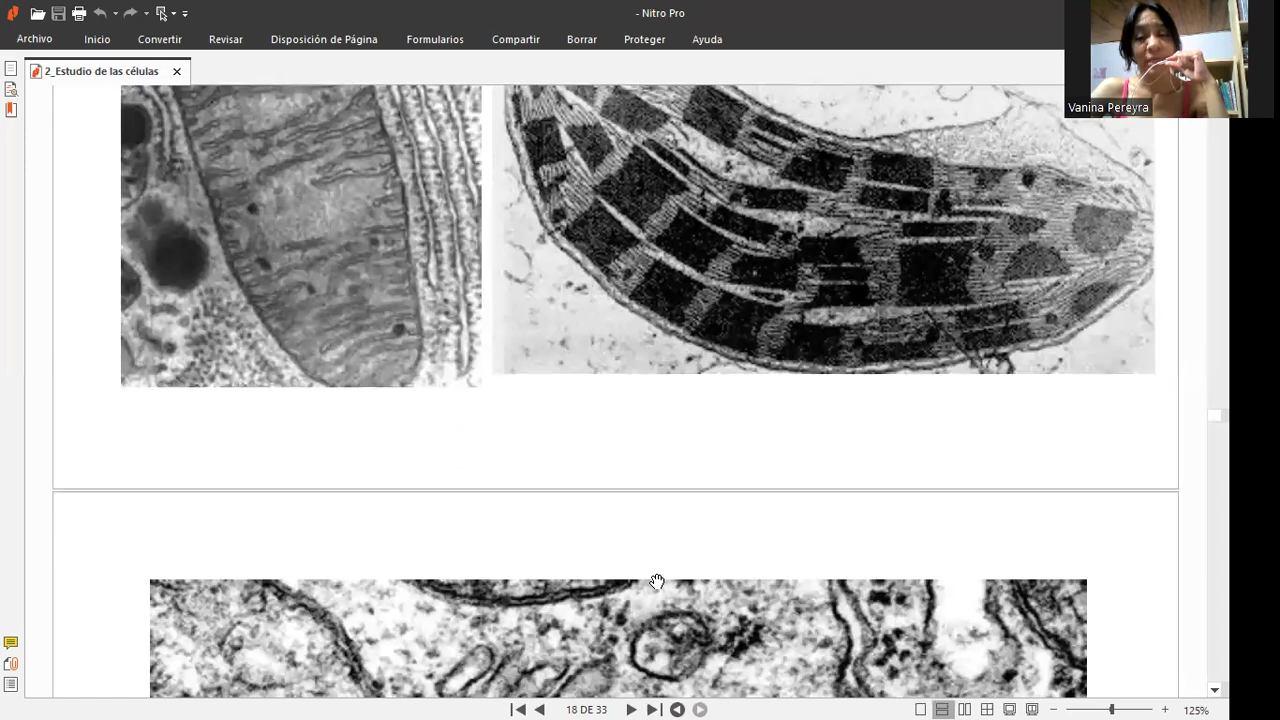 - Nitro Pro
Archivo Inicio Convertir Revisar Disposición de Página Formularios Compartir Borrar Proteger Ayuda
2_Estudio de las células
Vanina Pereyra
18 DE 33
125%